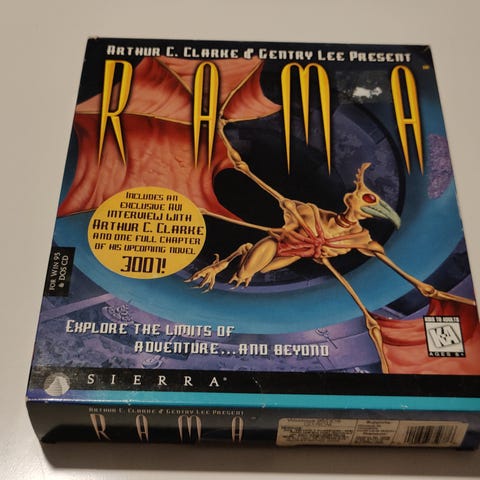 Arthur C. Clarke & Gentry Lee Present
RAMA
Includes an
exclusive AVI
interview with
Arthur C. Clarke
and one full chapter
of his upcoming novel
3001!
FOR WIN 95
& DOS CD
Explore the limits of
adventure...and beyond
KIDS TO ADULTS
KA
AGES 6+
SIERRA®
Arthur C. Clarke & Gentry Lee Present
RAMA